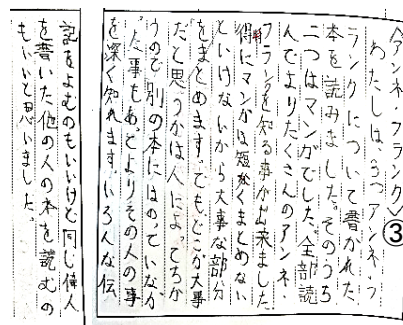 〈アンネ・フランク〉③
わたしは、3つアンネ・フ
ランクについて書かれた
本を読みました。そのうち
二つはマンガでした。全部読
んでよりたくさんのアンネ・
フランクを知る事が出来ました。
特にマンガは短かくまとめない
といけないから大事な部分
をまとめます。でもどこが大事
だと思うかは人によってちが
うので別の本にはのっていなか
った事もあってよりその人の事
を深く知れます。いろんな伝
記をよむのもいいけど同じ偉人
を書いた他の人の本を読むの
もいいと思いました。